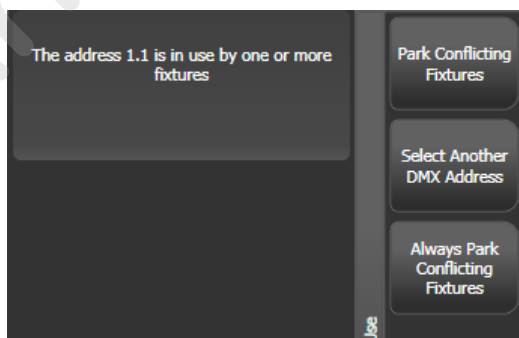 The address 1.1 is in use by one or more
fixtures
Park Conflicting
Fixtures
Select Another
DMX Address
Always Park
Conflicting
Fixtures